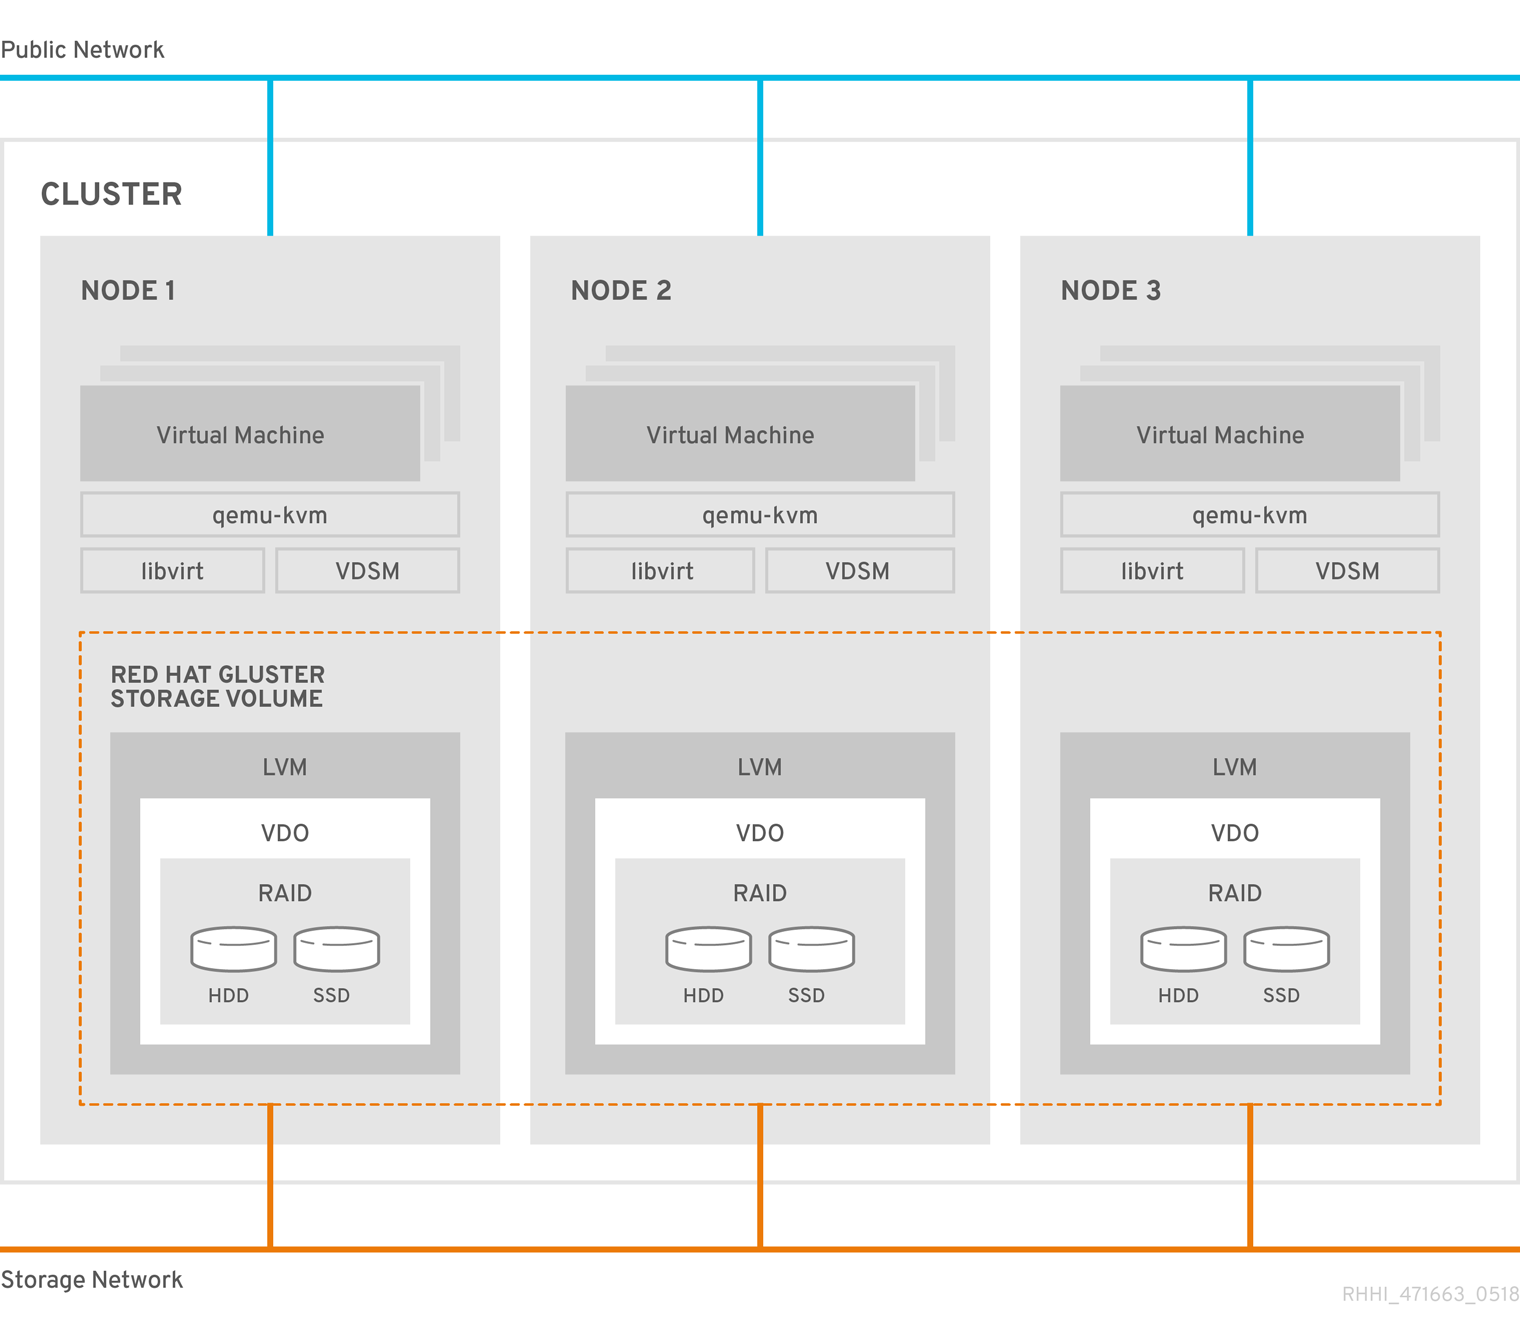 Public Network
CLUSTER
NODE 1
Virtual Machine
qemu-kvm
libvirt
VDSM
NODE 2
Virtual Machine
qemu-kvm
libvirt
VDSM
NODE 3
Virtual Machine
qemu-kvm
libvirt
VDSM
RED HAT GLUSTER
STORAGE VOLUME
LVM
VDO
RAID
HDD
SSD
LVM
VDO
RAID
HDD
SSD
LVM
VDO
RAID
HDD
SSD
Storage Network
RHHI_471663_0518